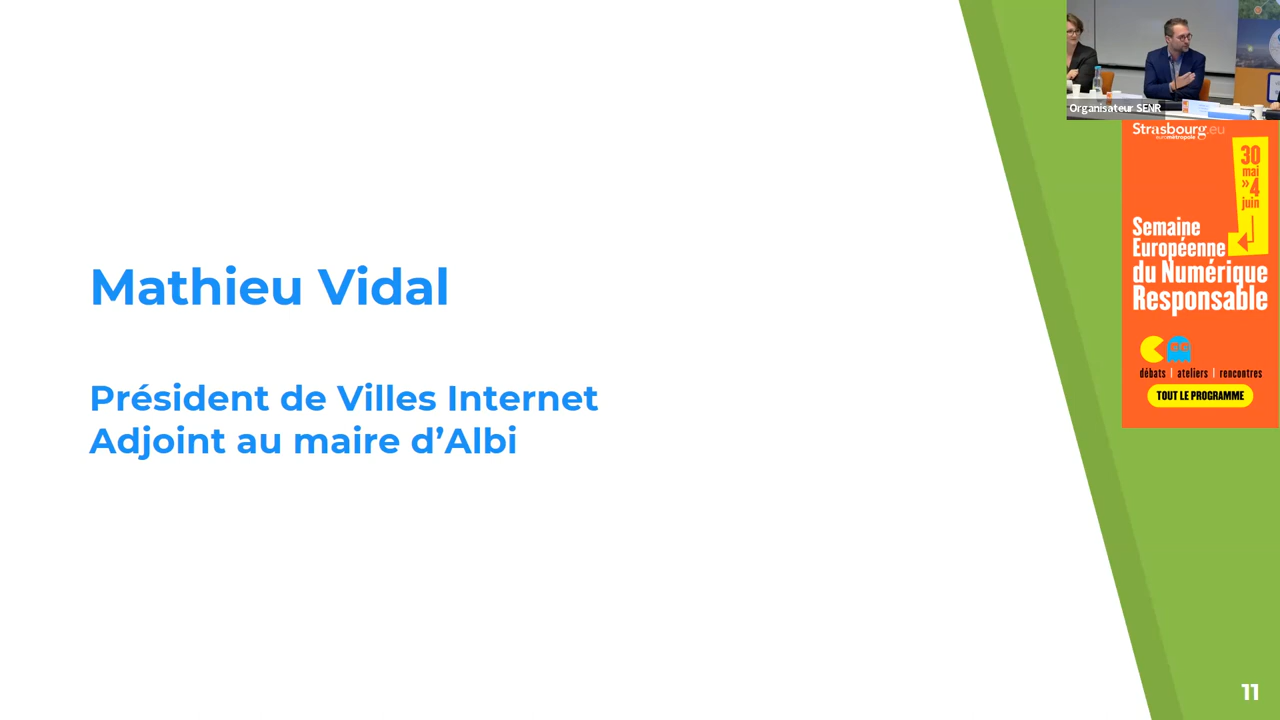 Mathieu Vidal
Président de Villes Internet
Adjoint au maire d’Albi
Organisateur SENR
Strasbourg.eu
eurométropole
30
mai
»4
juin
Semaine
Européenne
du Numérique
Responsable
débats | ateliers | rencontres
TOUT LE PROGRAMME
11